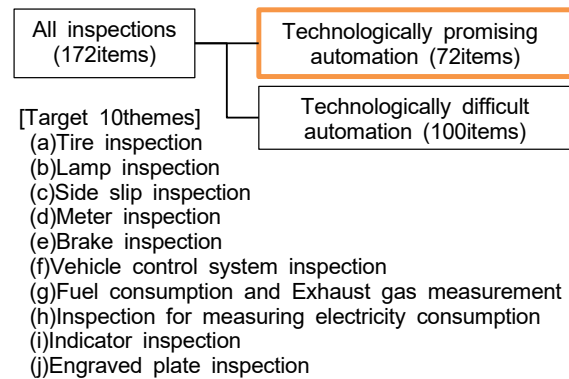 All inspections
(172items)
Technologically promising
automation (72items)
Technologically difficult
automation (100items)
[Target 10themes]
(a)Tire inspection
(b)Lamp inspection
(c)Side slip inspection
(d)Meter inspection
(e)Brake inspection
(f)Vehicle control system inspection
(g)Fuel consumption and Exhaust gas measurement
(h)Inspection for measuring electricity consumption
(i)Indicator inspection
(j)Engraved plate inspection